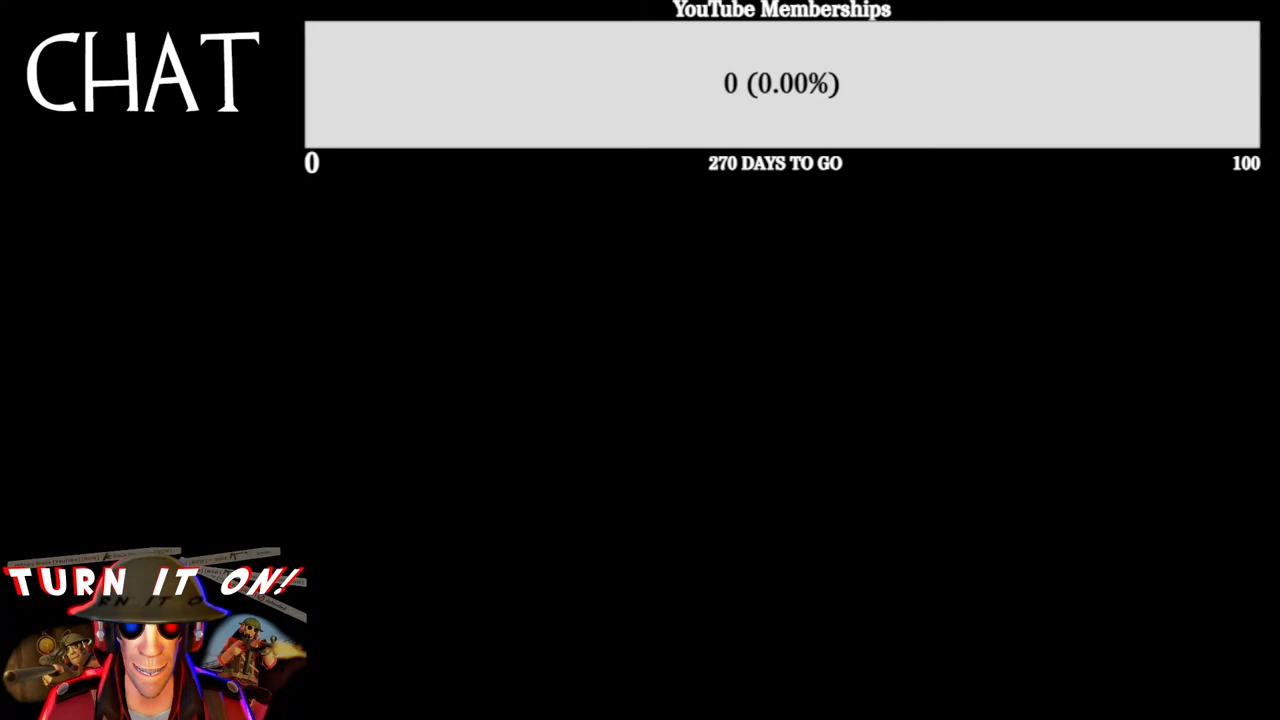 YouTube Memberships
CHAT
0 (0.00%)
0
270 DAYS TO GO
100
TURN IT ON!